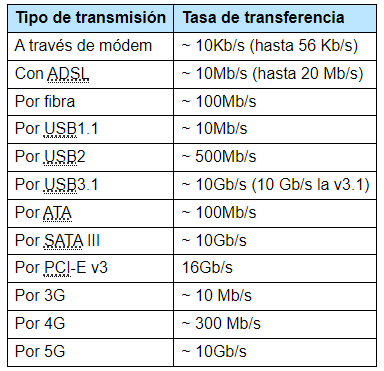 Tipo de transmisión Tasa de transferencia
A través de módem ~ 10Kb/s (hasta 56 Kb/s)
Con ADSL ~ 10Mb/s (hasta 20 Mb/s)
Por fibra ~ 100Mb/s
Por USB1.1 ~ 10Mb/s
Por USB2 ~ 500Mb/s
Por USB3.1 ~ 10Gb/s (10 Gb/s la v3.1)
Por ATA ~ 100Mb/s
Por SATA III ~ 10Gb/s
Por PCI-E v3 16Gb/s
Por 3G ~ 10 Mb/s
Por 4G ~ 300 Mb/s
Por 5G ~ 10Gb/s